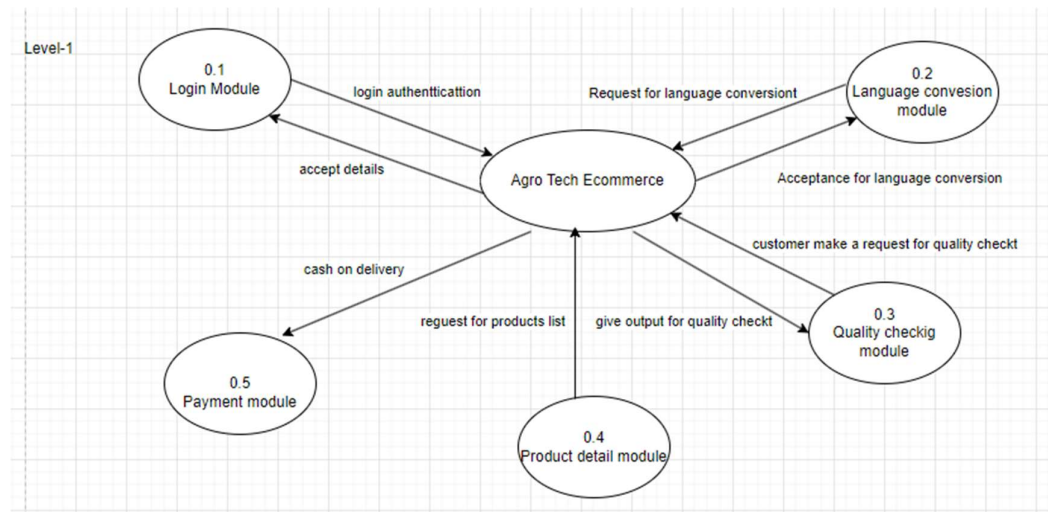 Level-1
0.1
Login Module
login authentticattion
accept details
Request for language conversiont
0.2
Language convesion
module
Agro Tech Ecommerce
Acceptance for language conversion
customer make a request for quality checkt
cash on delivery
reguest for products list
give output for quality checkt
0.3
Quality checkig
module
0.5
Payment module
0.4
Product detail module